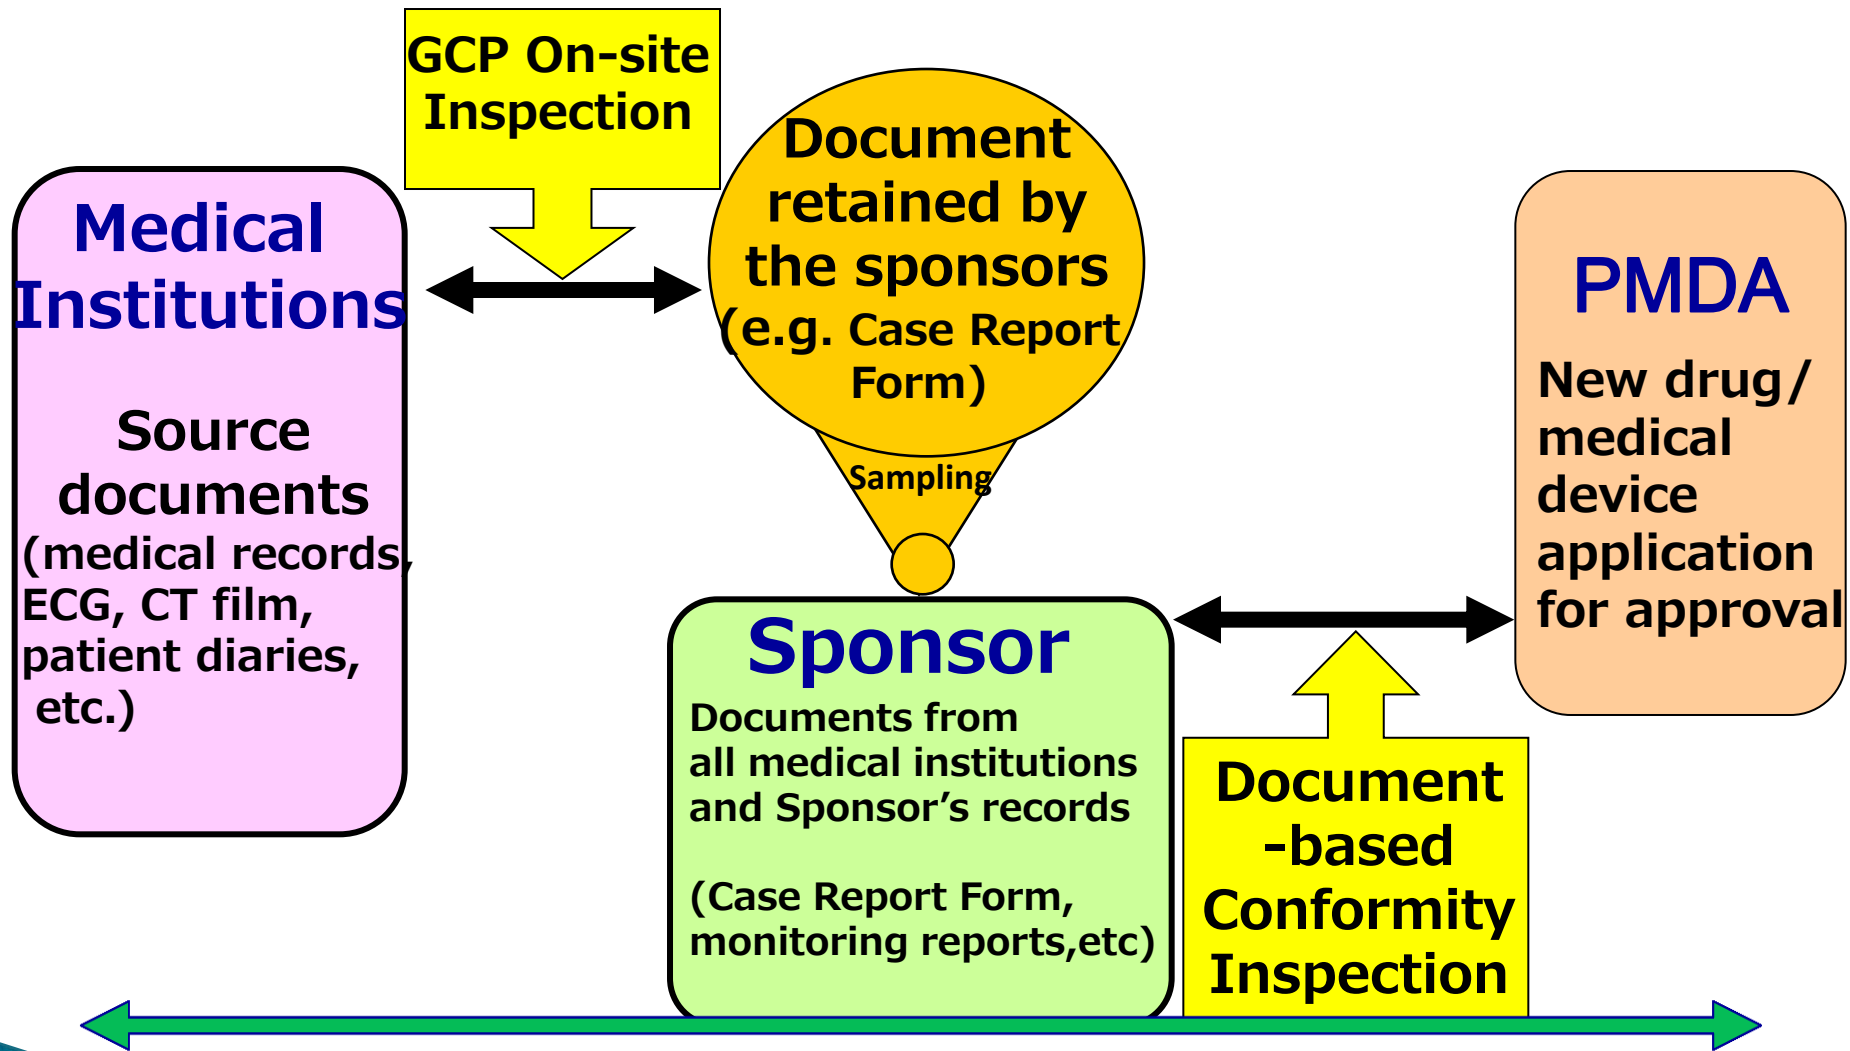 GCP On-site
Inspection
Medical
Institutions
Source
documents
(medical records,
ECG, CT film,
patient diaries,
etc.)
Document
retained by
the sponsors
(e.g. Case Report
Form)
Sampling
Sponsor
Documents from
all medical institutions
and Sponsor’s records
(Case Report Form,
monitoring reports,etc)
Document
-based
Conformity
Inspection
PMDA
New drug/
medical
device
application
for approval